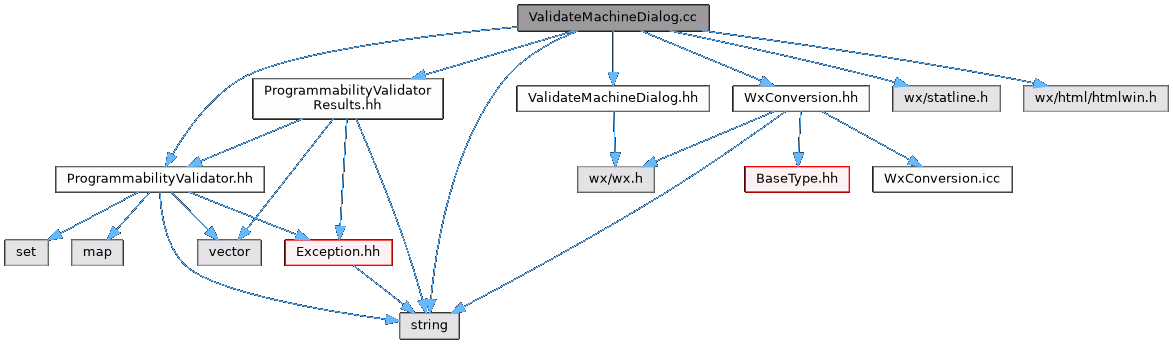 ValidateMachineDialog.cc
ProgrammabilityValidator
Results.hh
ValidateMachineDialog.hh
WxConversion.hh
wx/statline.h
wx/html/htmlwin.h
ProgrammabilityValidator.hh
wx/wx.h
BaseType.hh
WxConversion.icc
set
map
vector
Exception.hh
string